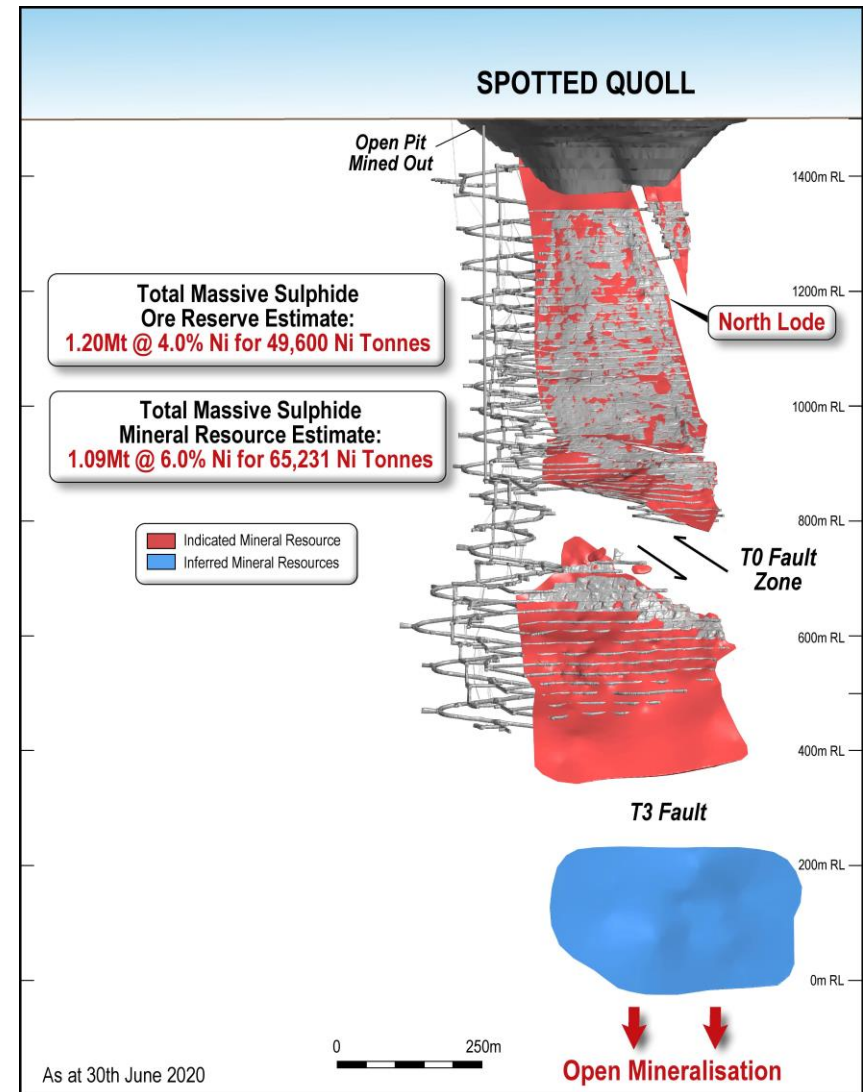 SPOTTED QUOLL
Open Pit
Mined Out
1400m RL
Total Massive Sulphide
Ore Reserve Estimate:
1.20Mt @ 4.0% Ni for 49,600 Ni Tonnes
1200m RL
North Lode
Total Massive Sulphide
Mineral Resource Estimate:
1.09Mt @ 6.0% Ni for 65,231 Ni Tonnes
1000m RL
800m RL
Indicated Mineral Resource
Inferred Mineral Resources
T0 Fault
Zone
600m RL
400m RL
T3 Fault
200m RL
0m RL
0 250m
As at 30th June 2020
Open Mineralisation